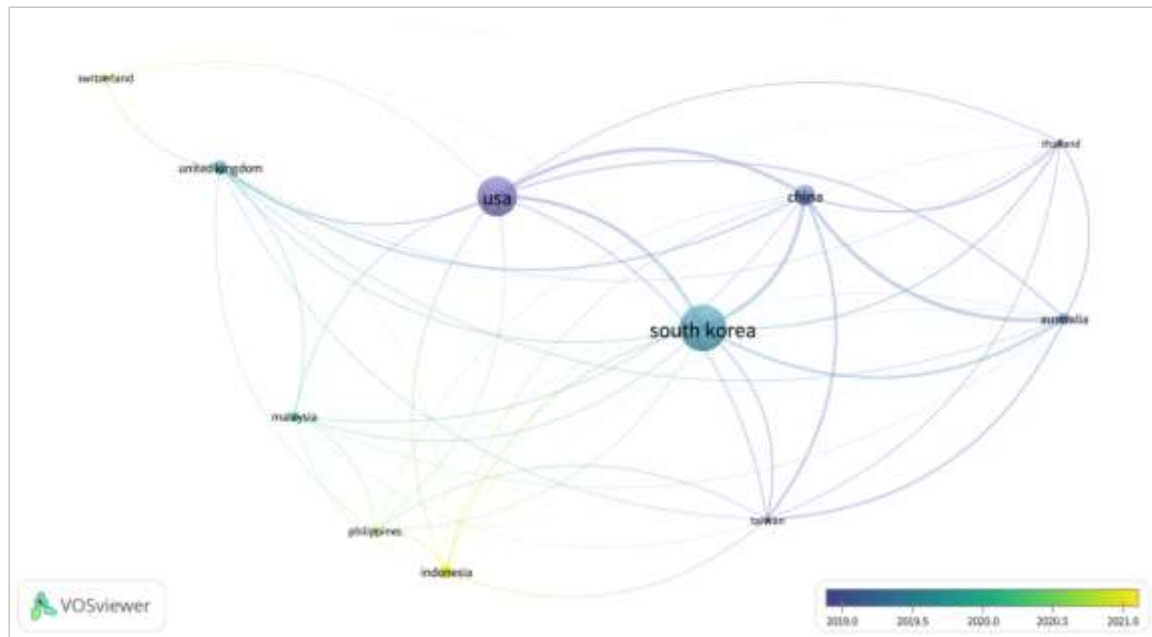 switzerland
thailand
united kingdom
usa
china
south korea
australia
malaysia
taiwan
philippines
indonesia
VOSviewer
2019.0 2019.5 2020.0 2020.5 2021.0